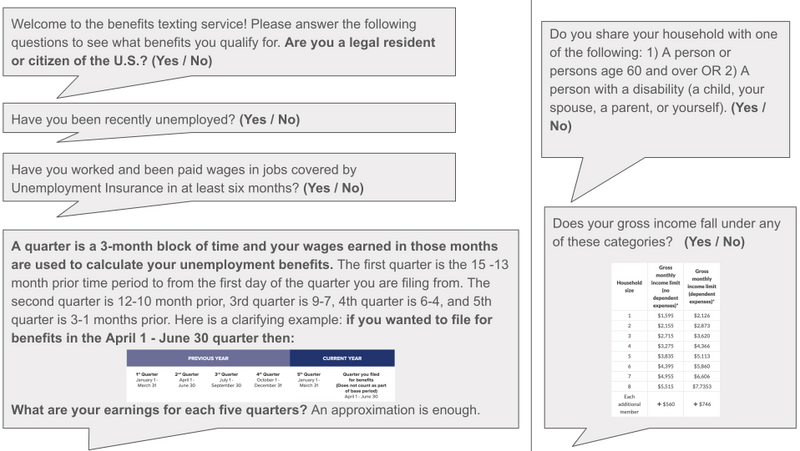 Welcome to the benefits texting service! Please answer the following
questions to see what benefits you qualify for. Are you a legal resident
or citizen of the U.S.? (Yes / No)
Have you been recently unemployed? (Yes / No)
Have you worked and been paid wages in jobs covered by
Unemployment Insurance in at least six months? (Yes / No)
A quarter is a 3-month block of time and your wages earned in those months
are used to calculate your unemployment benefits. The first quarter is the 15 -13
month prior time period to from the first day of the quarter you are filing from. The
second quarter is 12-10 month prior, 3rd quarter is 9-7, 4th quarter is 6-4, and 5th
quarter is 3-1 months prior. Here is a clarifying example: if you wanted to file for
benefits in the April 1 - June 30 quarter then:
PREVIOUS YEAR CURRENT YEAR
1st Quarter 2nd Quarter 3rd Quarter 4th Quarter 5th Quarter Quarter you filed
January 1 - April 1 - July 1 - October 1 - January 1 - for benefits
March 31 June 30 September 30 December 31 March 31 (Does not count as part
of base period)
April 1 - June 30
What are your earnings for each five quarters? An approximation is enough.
Do you share your household with one
of the following: 1) A person or
persons age 60 and over OR 2) A
person with a disability (a child, your
spouse, a parent, or yourself). (Yes /
No)
Does your gross income fall under any
of these categories? (Yes / No)
Household size Gross monthly income limit (no dependent expenses)* Gross monthly income limit (dependent expenses)*
1 $1,595 $2,126
2 $2,155 $2,873
3 $2,715 $3,620
4 $3,275 $4,366
5 $3,835 $5,113
6 $4,395 $5,860
7 $4,955 $6,606
8 $5,515 $7,7353
Each additional member + $560 + $746